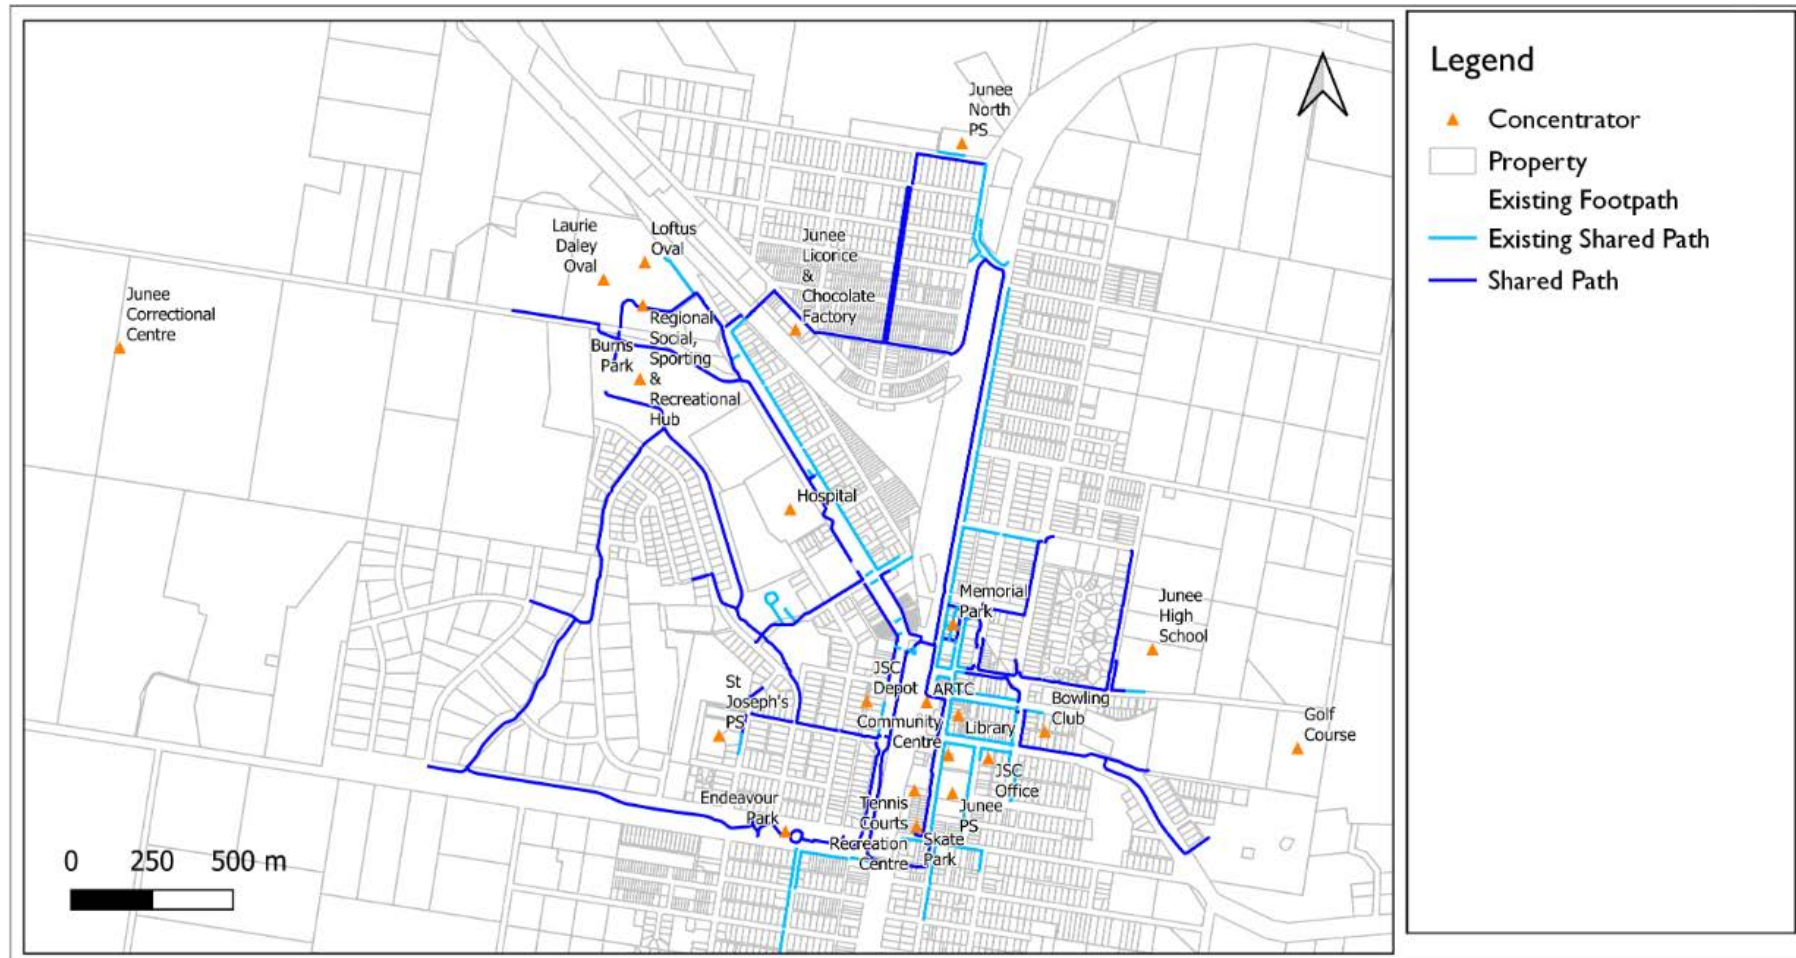 Junee
North
PS
Laurie
Daley
Oval
Loftus
Oval
Junee
Licorice
&
Chocolate
Factory
Junee
Correctional
Centre
Burns
Park
Regional
Social,
Sporting
&
Recreational
Hub
Hospital
Memorial
Park
Junee
High
School
JSC
Depot
ARTC
St
Joseph's
PS
Community
Centre
Library
Bowling
Club
Golf
Course
JSC
Office
Endeavour
Park
Tennis
Courts
Junee
PS
Recreation
Centre
Skate
Park
0 250 500 m
Legend
Concentrator
Property
Existing Footpath
Existing Shared Path
Shared Path